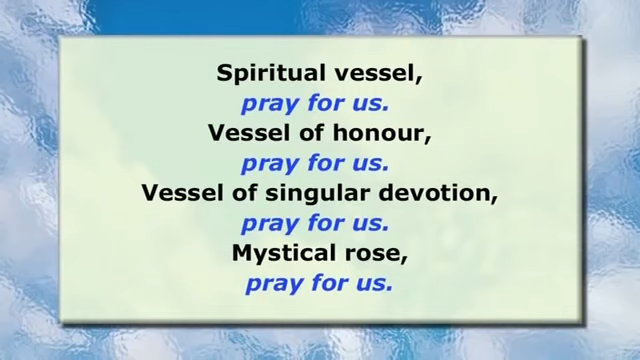 Spiritual vessel,
pray for us.
Vessel of honour,
pray for us.
Vessel of singular devotion,
pray for us.
Mystical rose,
pray for us.